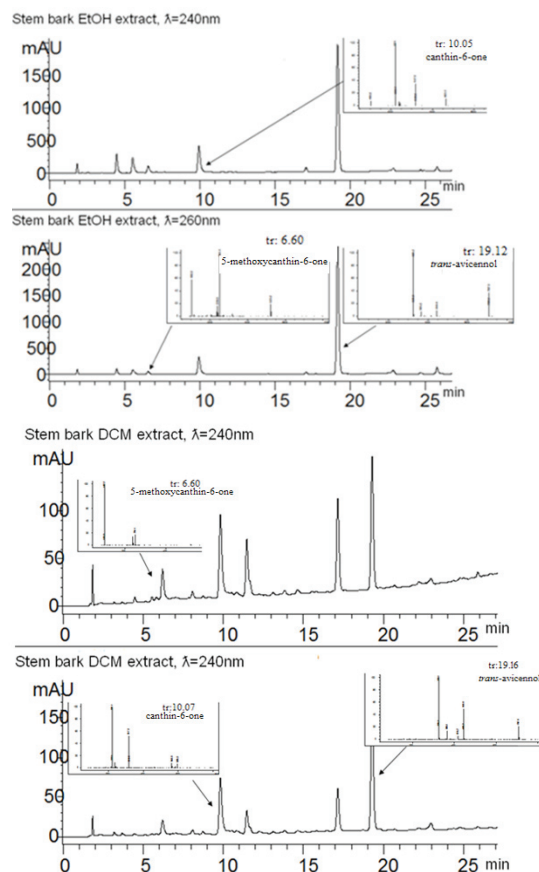 Stem bark EtOH extract, λ=240nm
mAU
tr: 10.05
canthin-6-one
1500
1000
500
0
0 5 10 15 20 25 min
Stem bark EtOH extract, λ=260nm
mAU
tr: 6.60
5-methoxycanthin-6-one
tr: 19.12
trans-avicennol
2000
1500
1000
500
0
0 5 10 15 20 25 min
Stem bark DCM extract, λ=240nm
mAU
tr: 6.60
5-methoxycanthin-6-one
100
50
0
0 5 10 15 20 25 min
Stem bark DCM extract, λ=240nm
mAU
tr:10,07
canthin-6-one
tr:19.16
trans-avicennol
150
100
50
0
0 5 10 15 20 25 min